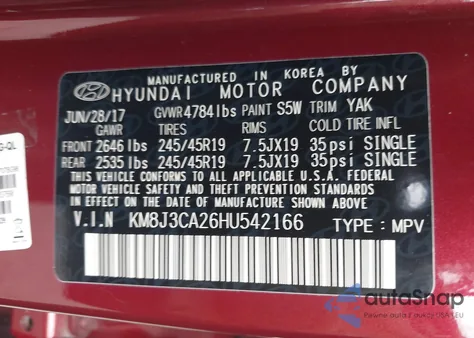 MANUFACTURED IN KOREA BY
HYUNDAI MOTOR COMPANY
JUN/28/17 GVWR 4784 lbs PAINT S5W TRIM YAK
GAWR TIRES RIMS COLD TIRE INFL
FRONT 2646 lbs 245/45R19 7.5JX19 35psi SINGLE
REAR 2535 lbs 245/45R19 7.5JX19 35psi SINGLE
THIS VEHICLE CONFORMS TO ALL APPLICABLE U.S.A. FEDERAL
MOTOR VEHICLE SAFETY, BUMPER, AND THEFT PREVENTION
STANDARDS IN EFFECT ON THE DATE OF MANUFACTURE SHOWN ABOVE
V.I.N KM8J3CA26HU542166 TYPE: MPV
autoSnap